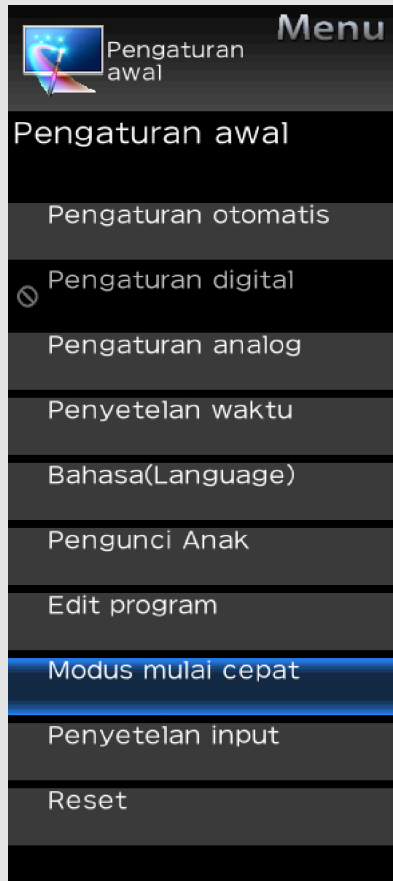 Menu
Pengaturan
awal
Pengaturan awal
Pengaturan otomatis
Pengaturan digital
Pengaturan analog
Penyetelan waktu
Bahasa(Language)
Pengunci Anak
Edit program
Modus mulai cepat
Penyetelan input
Reset